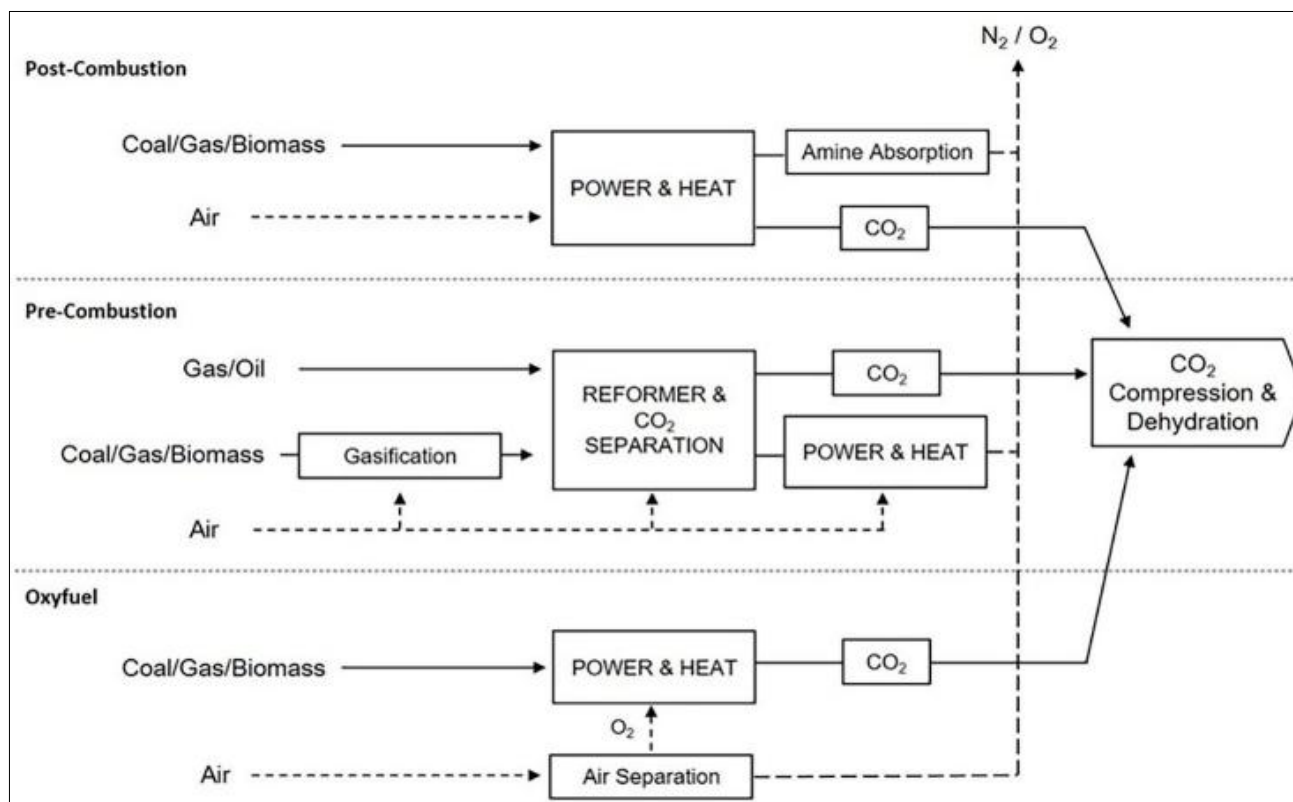 N₂ / O₂
Post-Combustion
Coal/Gas/Biomass
Air
POWER & HEAT
Amine Absorption
CO₂
Pre-Combustion
Gas/Oil
Coal/Gas/Biomass
Gasification
Air
REFORMER &
CO₂
SEPARATION
CO₂
POWER & HEAT
CO₂
Compression &
Dehydration
Oxyfuel
Coal/Gas/Biomass
POWER & HEAT
CO₂
O₂
Air
Air Separation